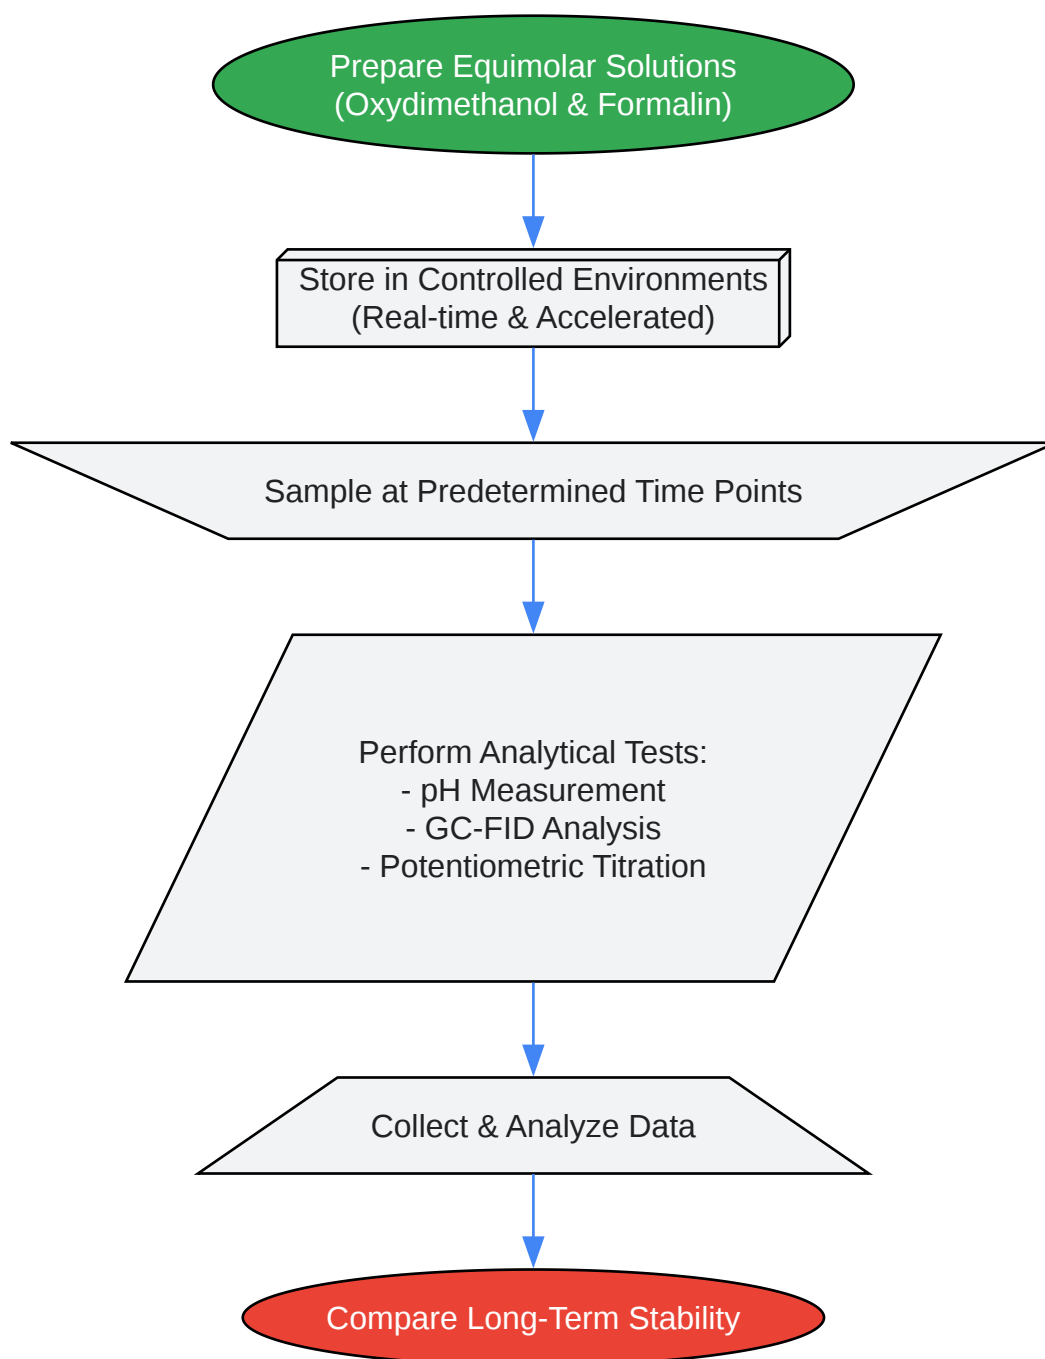 Prepare Equimolar Solutions
(Oxydimethanol & Formalin)
Store in Controlled Environments
(Real-time & Accelerated)
Sample at Predetermined Time Points
Perform Analytical Tests:
- pH Measurement
- GC-FID Analysis
- Potentiometric Titration
Collect & Analyze Data
Compare Long-Term Stability